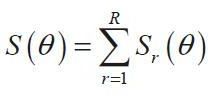 S(θ) = ∑_{r=1}^{R} S_r(θ)